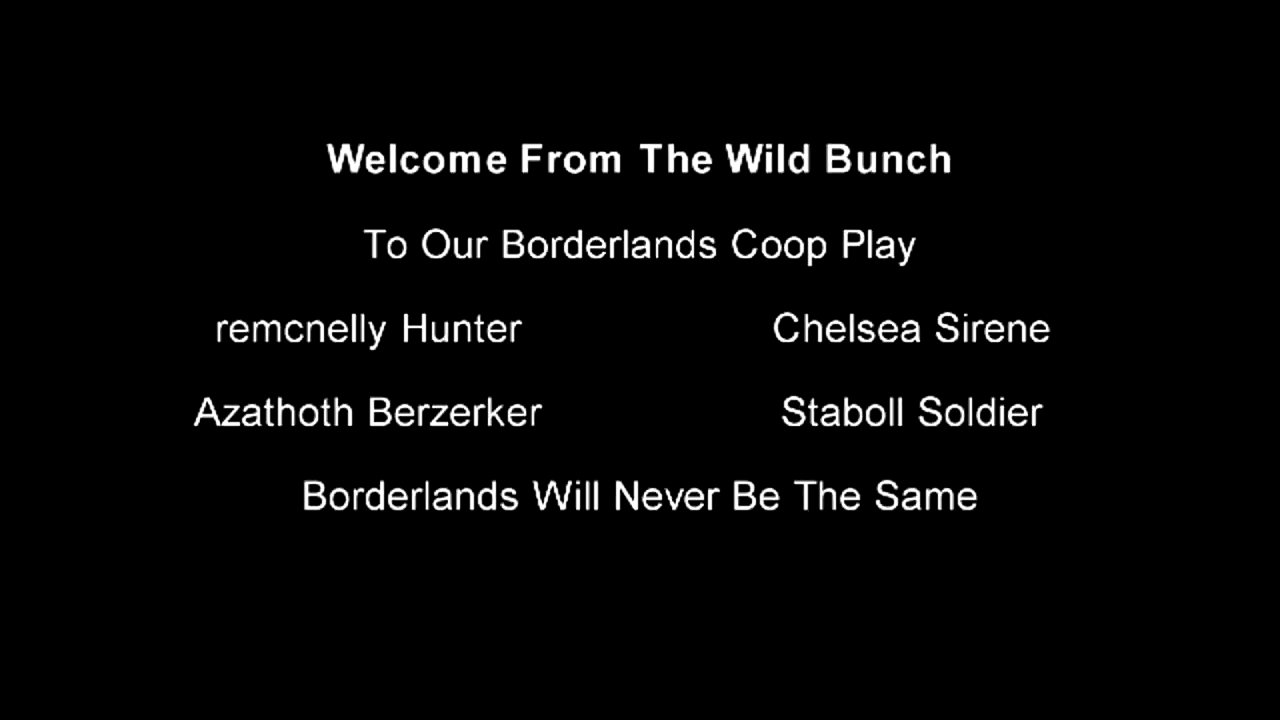 Welcome From The Wild Bunch
To Our Borderlands Coop Play
remcnelly Hunter Chelsea Sirene
Azathoth Berzerker Staboll Soldier
Borderlands Will Never Be The Same